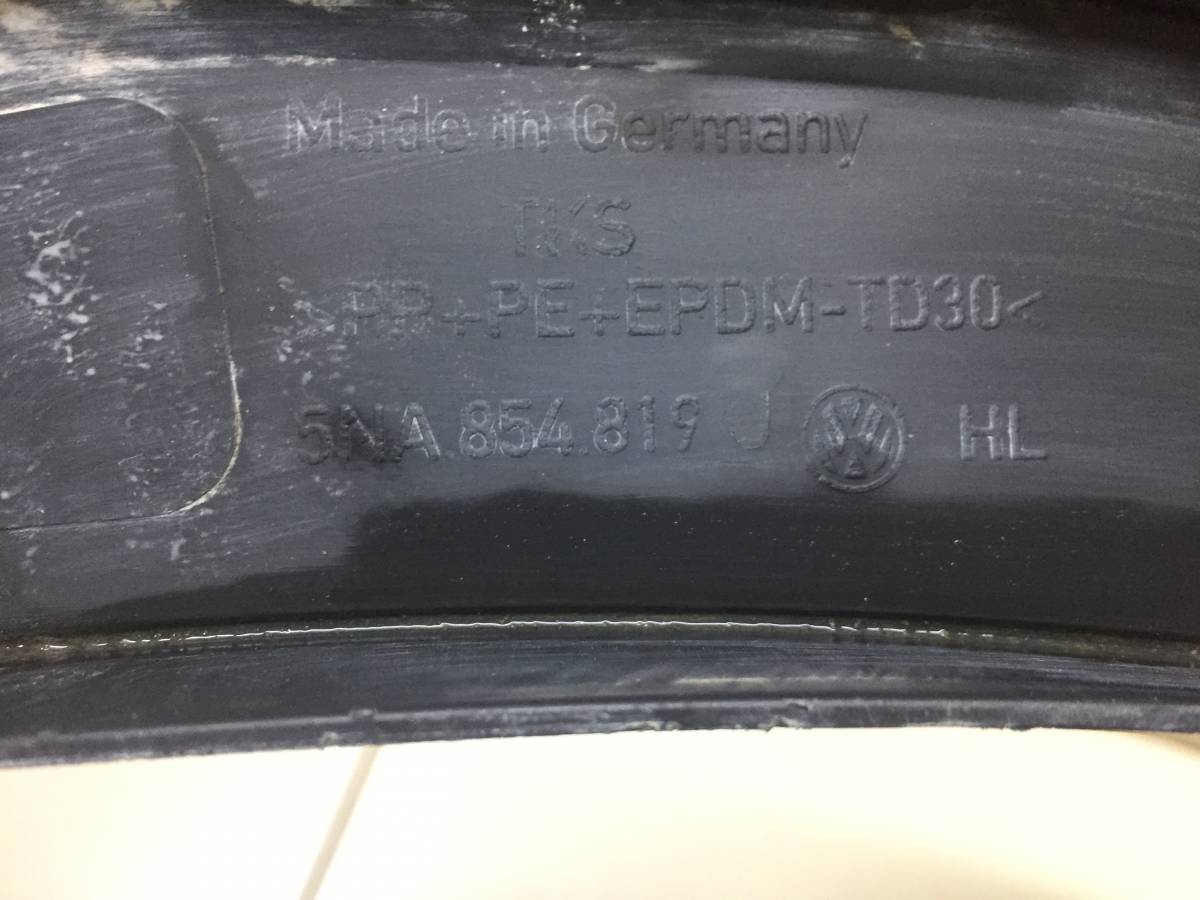 Made in Germany
TKS
>PP+PE+EPDM-TD30<
5NA.854.819 J VW HL